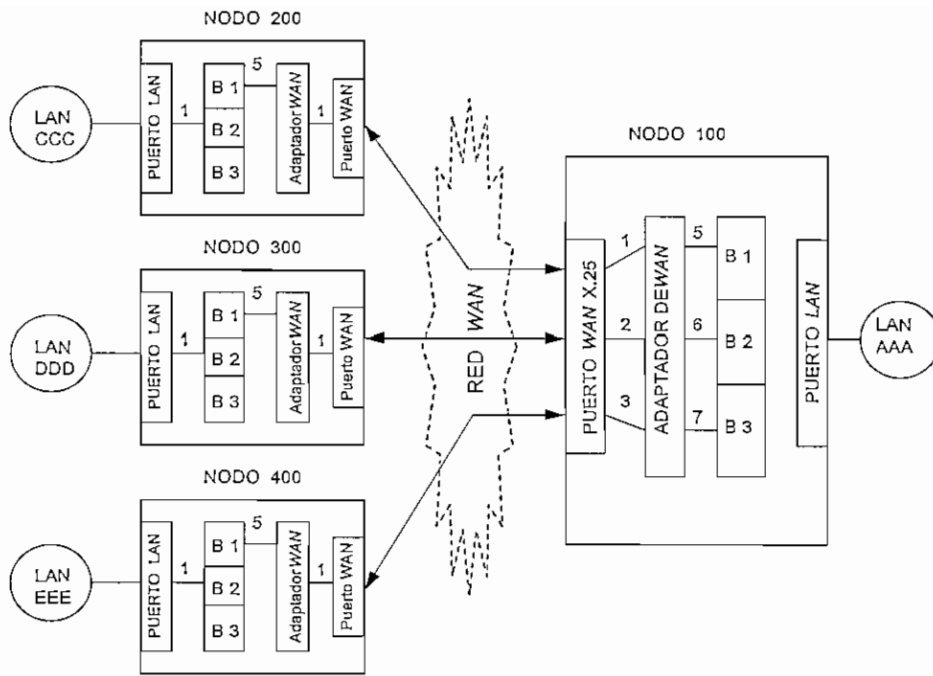 NODO 200
LAN
CCC
PUERTO LAN
1
B 1
B 2
B 3
5
Adaptador WAN
1
Puerto WAN
NODO 300
LAN
DDD
PUERTO LAN
1
B 1
B 2
B 3
5
Adaptador WAN
1
Puerto WAN
NODO 400
LAN
EEE
PUERTO LAN
1
B 1
B 2
B 3
5
Adaptador WAN
1
Puerto WAN
RED WAN
NODO 100
PUERTO WAN X.25
1
2
3
ADAPTADOR DEWAN
5
6
7
B 1
B 2
B 3
PUERTO LAN
LAN
AAA